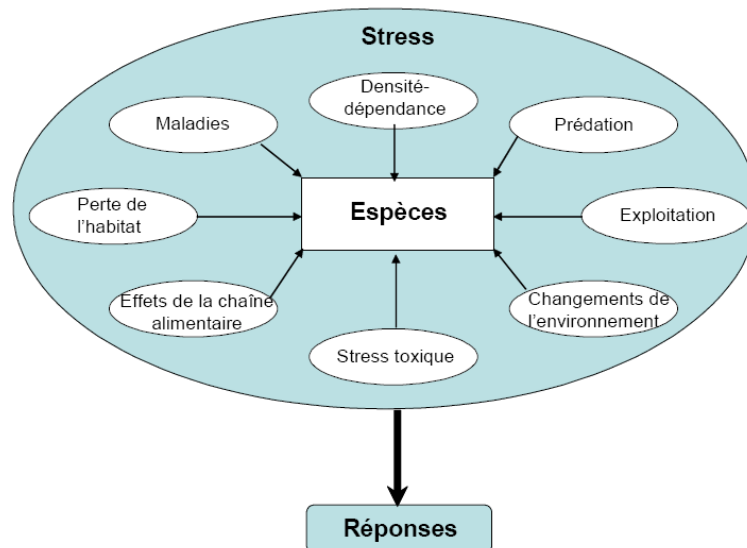 Stress
Densité-
dépendance
Maladies
Prédation
Perte de
l'habitat
Espèces
Exploitation
Effets de la chaîne
alimentaire
Changements de
l'environnement
Stress toxique
Réponses